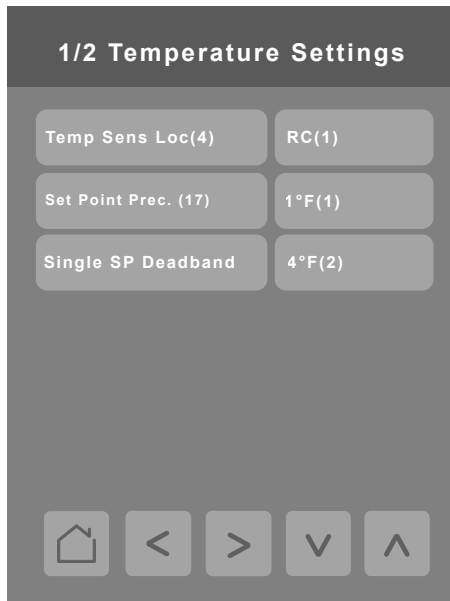 1/2 Temperature Settings
Temp Sens Loc(4) RC(1)
Set Point Prec. (17) 1°F(1)
Single SP Deadband 4°F(2)